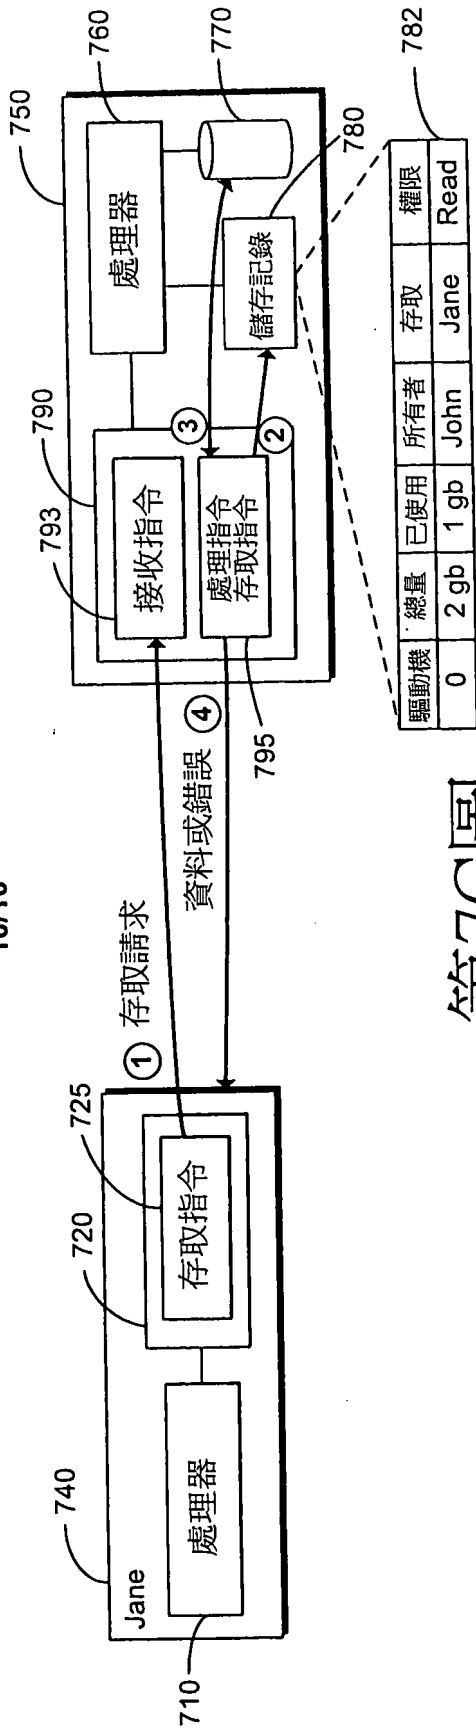 740
Jane
處理器
710
720
725
存取指令
① 存取請求
④
資料或錯誤
750
760
處理器
770
790
793
接收指令
③
處理指令
存取指令
②
795
儲存記錄
780
782
驅動機 總量 已使用 所有者 存取 權限
0 2 gb 1 gb John Jane Read
第7C圖